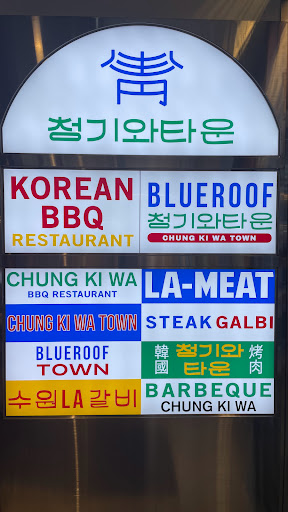 청기와타운
KOREAN
BBQ
RESTAURANT
BLUEROOF
청기와타운
CHUNG KI WA TOWN
CHUNG KI WA
BBQ RESTAURANT
LA-MEAT
CHUNG KI WA TOWN
STEAK GALBI
BLUEROOF
TOWN
韓國
청기와
타운
烤肉
수원LA갈비
BARBEQUE
CHUNG KI WA